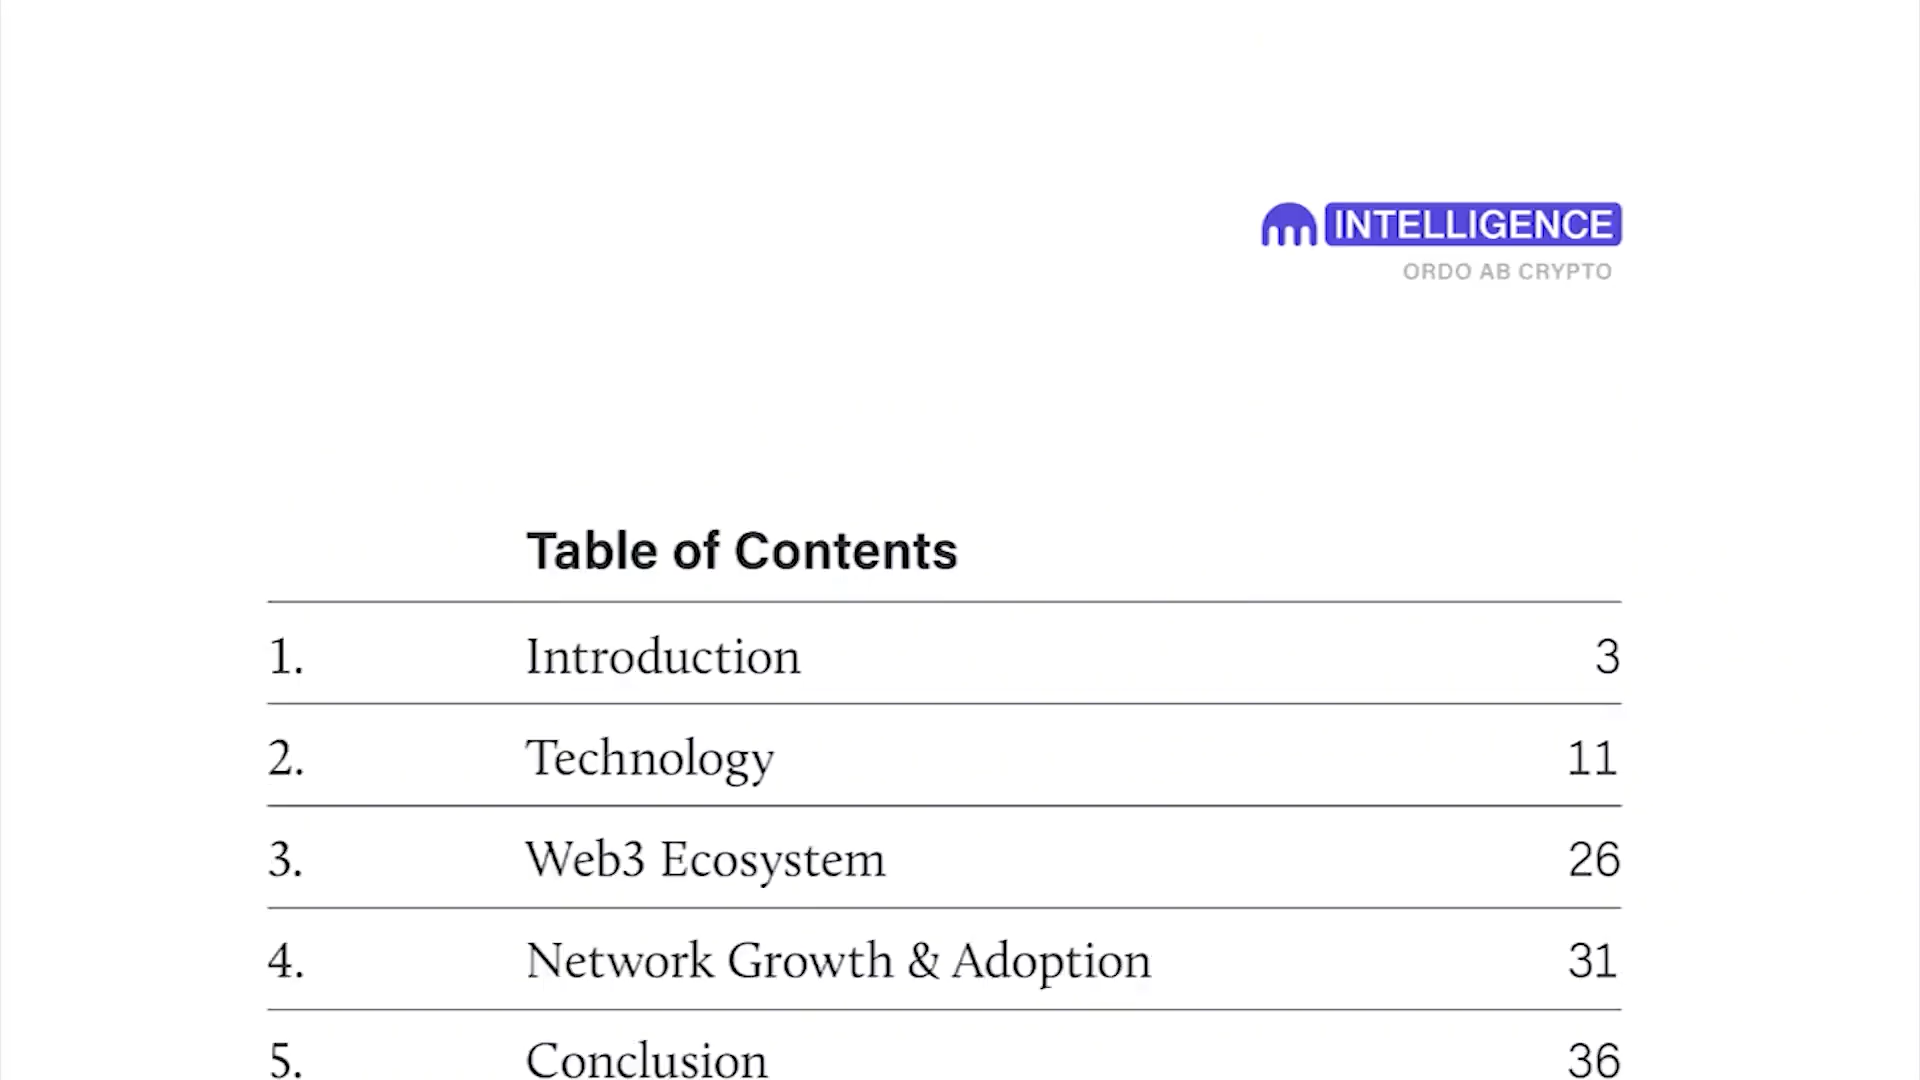 INTELLIGENCE
ORDO AB CRYPTO
Table of Contents
1. Introduction 3
2. Technology 11
3. Web3 Ecosystem 26
4. Network Growth & Adoption 31
5. Conclusion 36